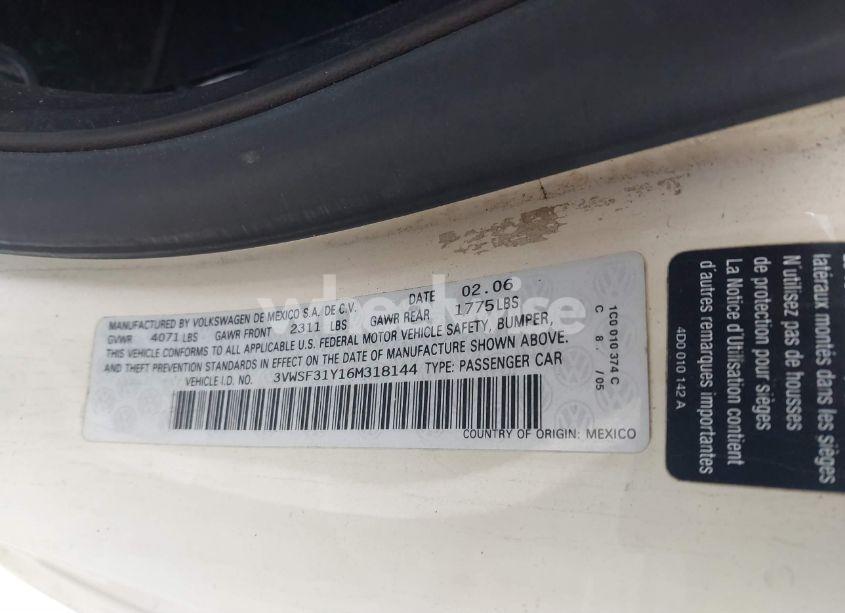 MANUFACTURED BY VOLKSWAGEN DE MEXICO S.A. DE C.V. DATE 02.06
GVWR 4071 LBS GAWR FRONT 2311 LBS GAWR REAR 1775 LBS
THIS VEHICLE CONFORMS TO ALL APPLICABLE U.S. FEDERAL MOTOR VEHICLE SAFETY, BUMPER,
AND THEFT PREVENTION STANDARDS IN EFFECT ON THE DATE OF MANUFACTURE SHOWN ABOVE.
VEHICLE I.D. NO. 3VWSF31Y16M318144 TYPE: PASSENGER CAR
COUNTRY OF ORIGIN: MEXICO
1C0 010 374 C
C 8. /05
4D0 010 142 A
latéraux montés dans les sièges
N'utilisez pas de housses
de protection pour sièges
La Notice d'Utilisation contient
d'autres remarques importantes